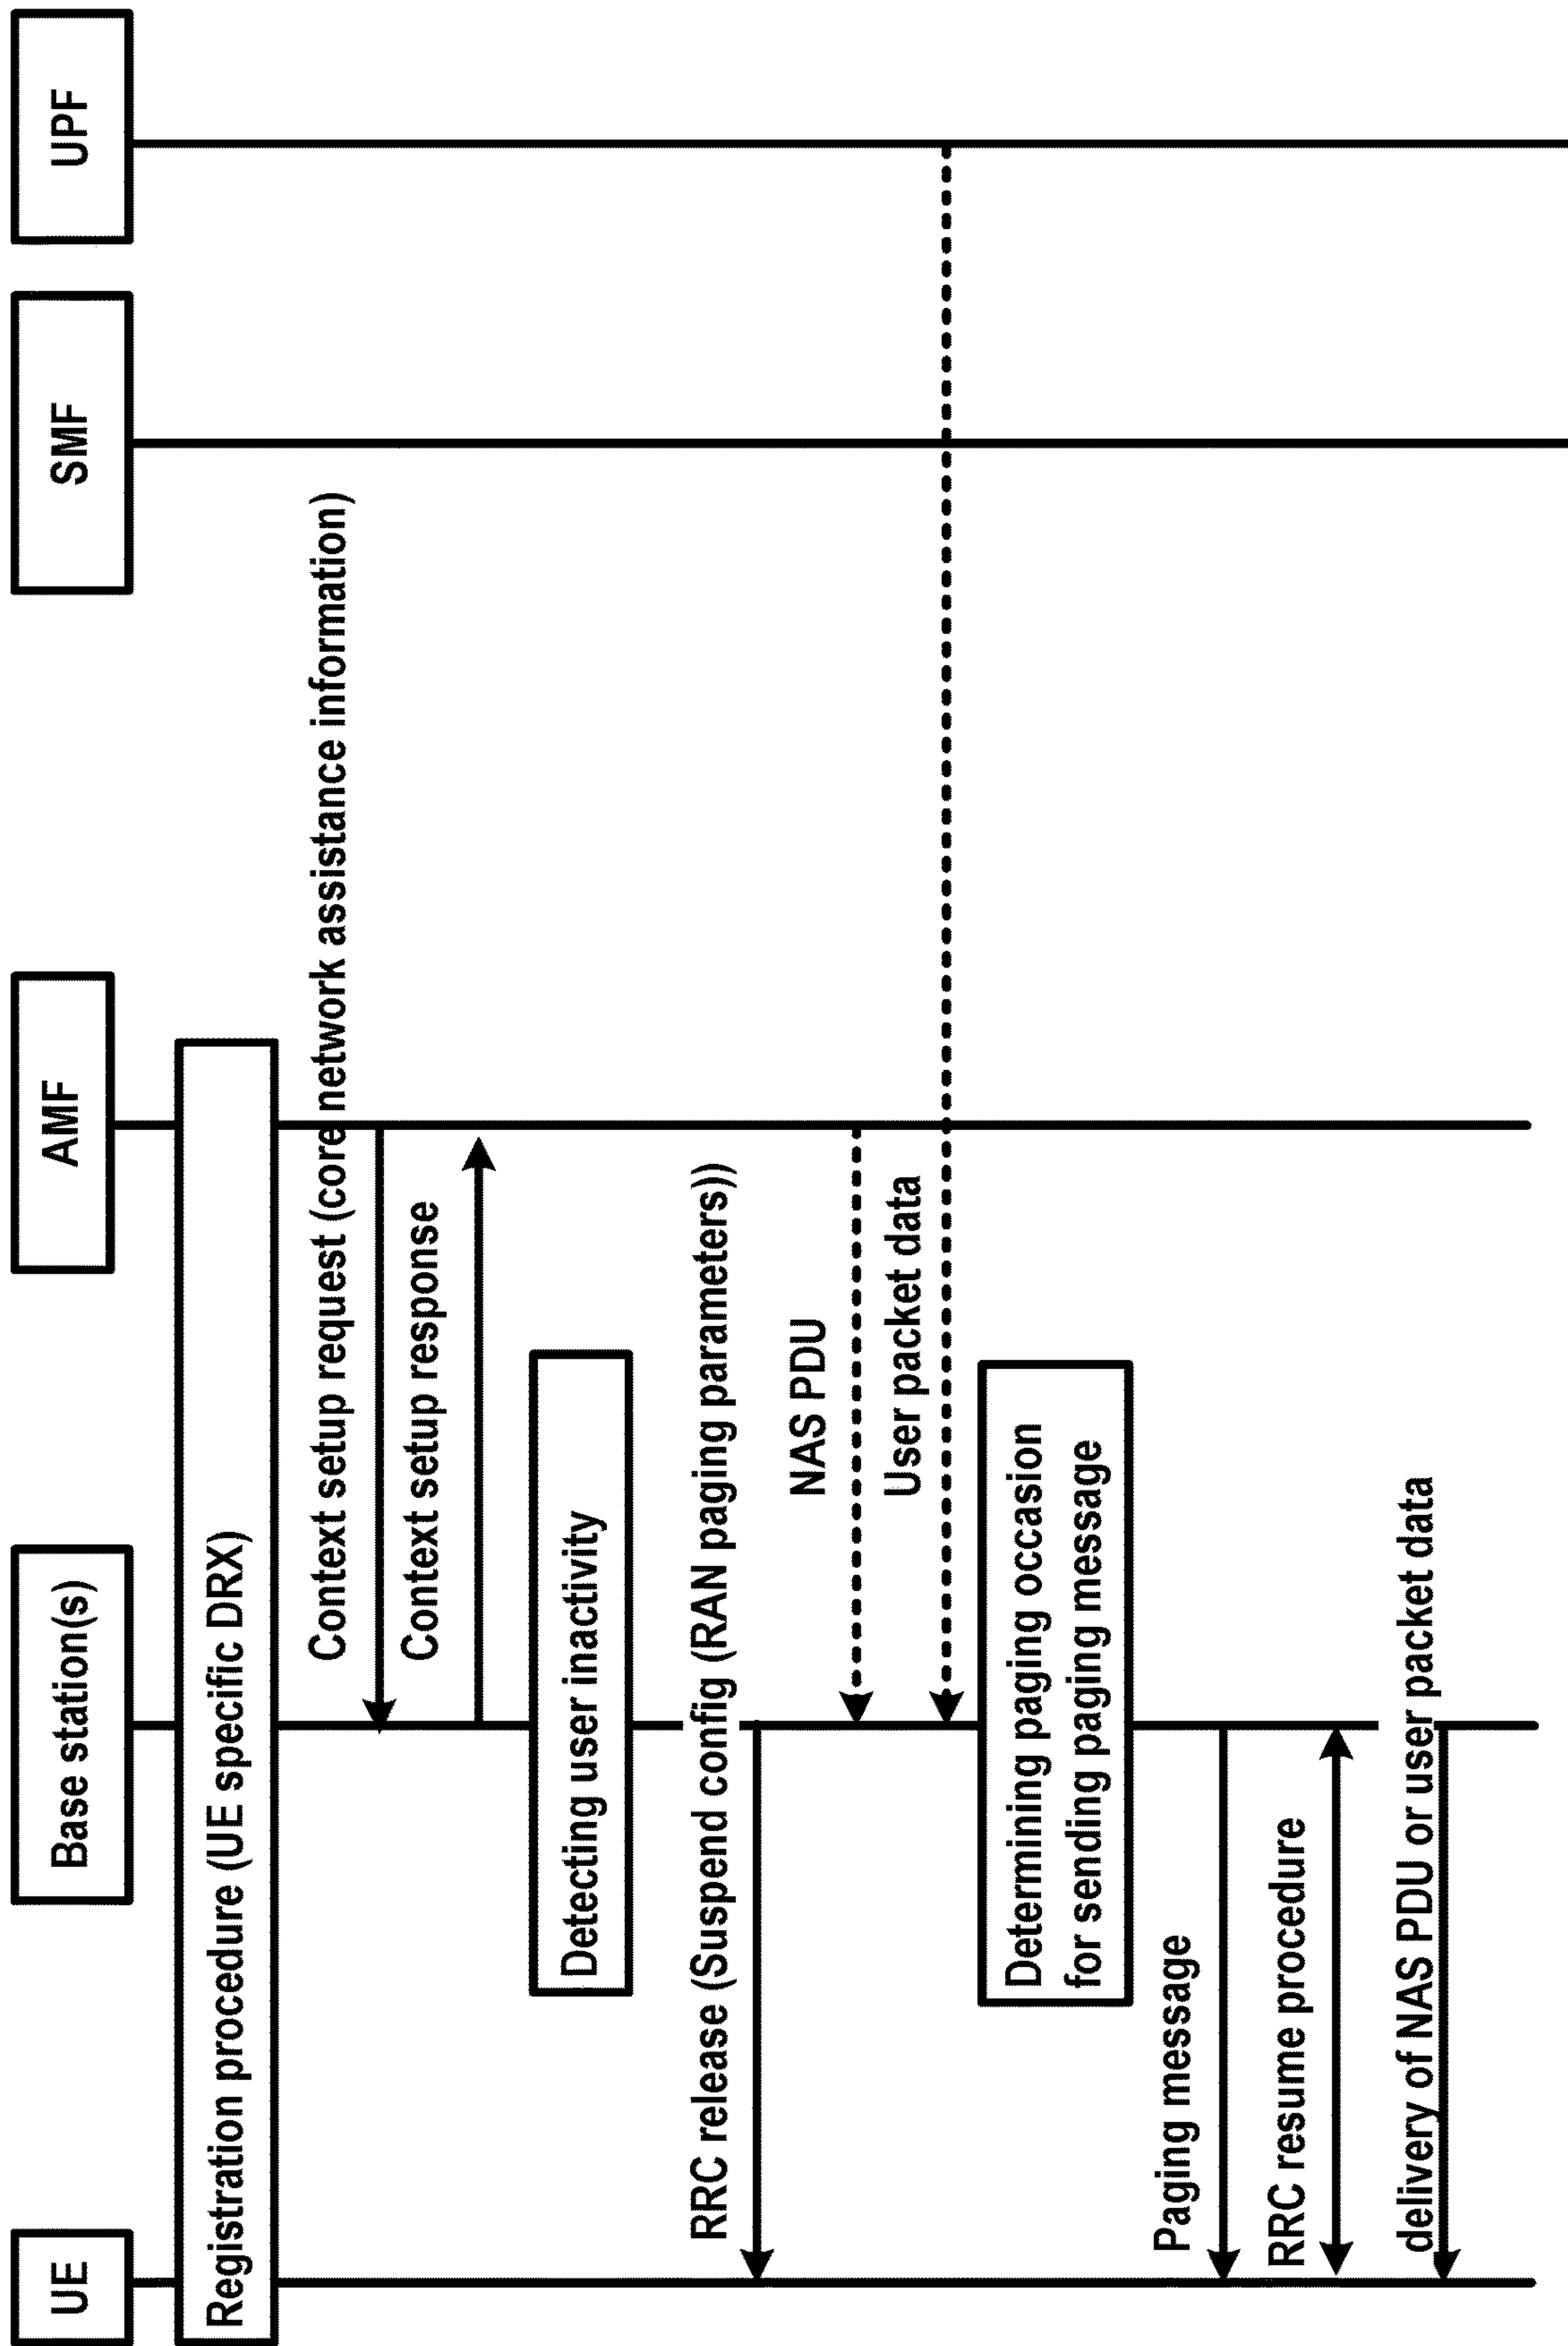 UE
Base station(s)
AMF
SMF
UPF
Registration procedure (UE specific DRX)
Context setup request (core network assistance information)
Context setup response
Detecting user inactivity
RRC release (Suspend config (RAN paging parameters))
NAS PDU
User packet data
Determining paging occasion
for sending paging message
Paging message
RRC resume procedure
delivery of NAS PDU or user packet data